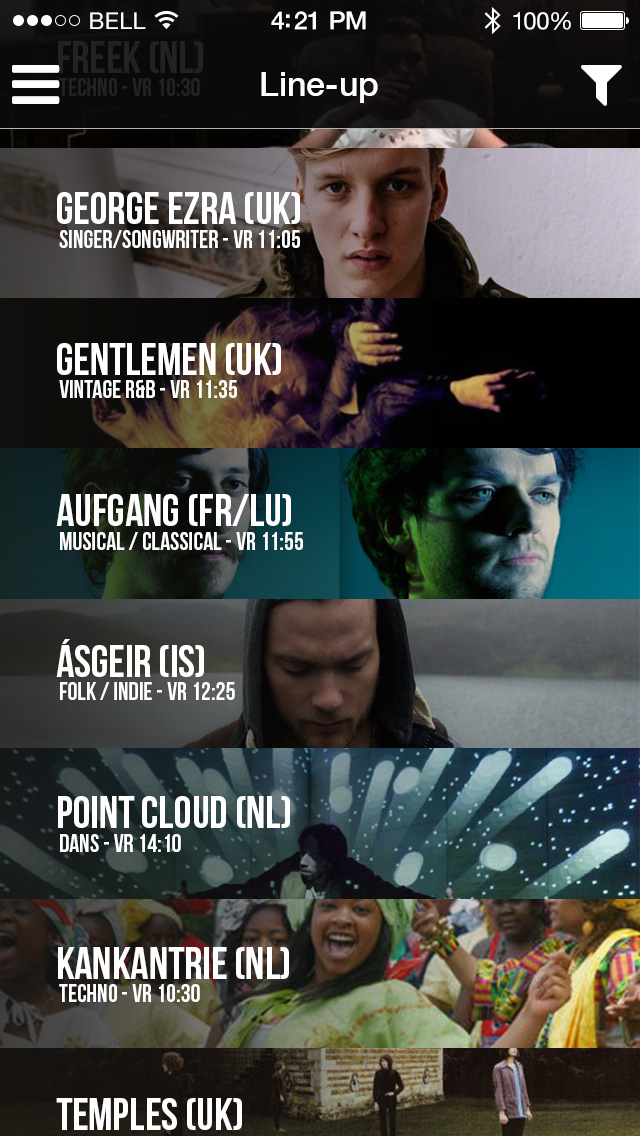 BELL 4:21 PM 100%
FREEK (NL)
TECHNO - VR 10:30
Line-up
GEORGE EZRA (UK)
SINGER/SONGWRITER - VR 11:05
GENTLEMEN (UK)
VINTAGE R&B - VR 11:35
AUFGANG (FR/LU)
MUSICAL / CLASSICAL - VR 11:55
ÁSGEIR (IS)
FOLK / INDIE - VR 12:25
POINT CLOUD (NL)
DANS - VR 14:10
KANKANTRIE (NL)
TECHNO - VR 10:30
TEMPLES (UK)